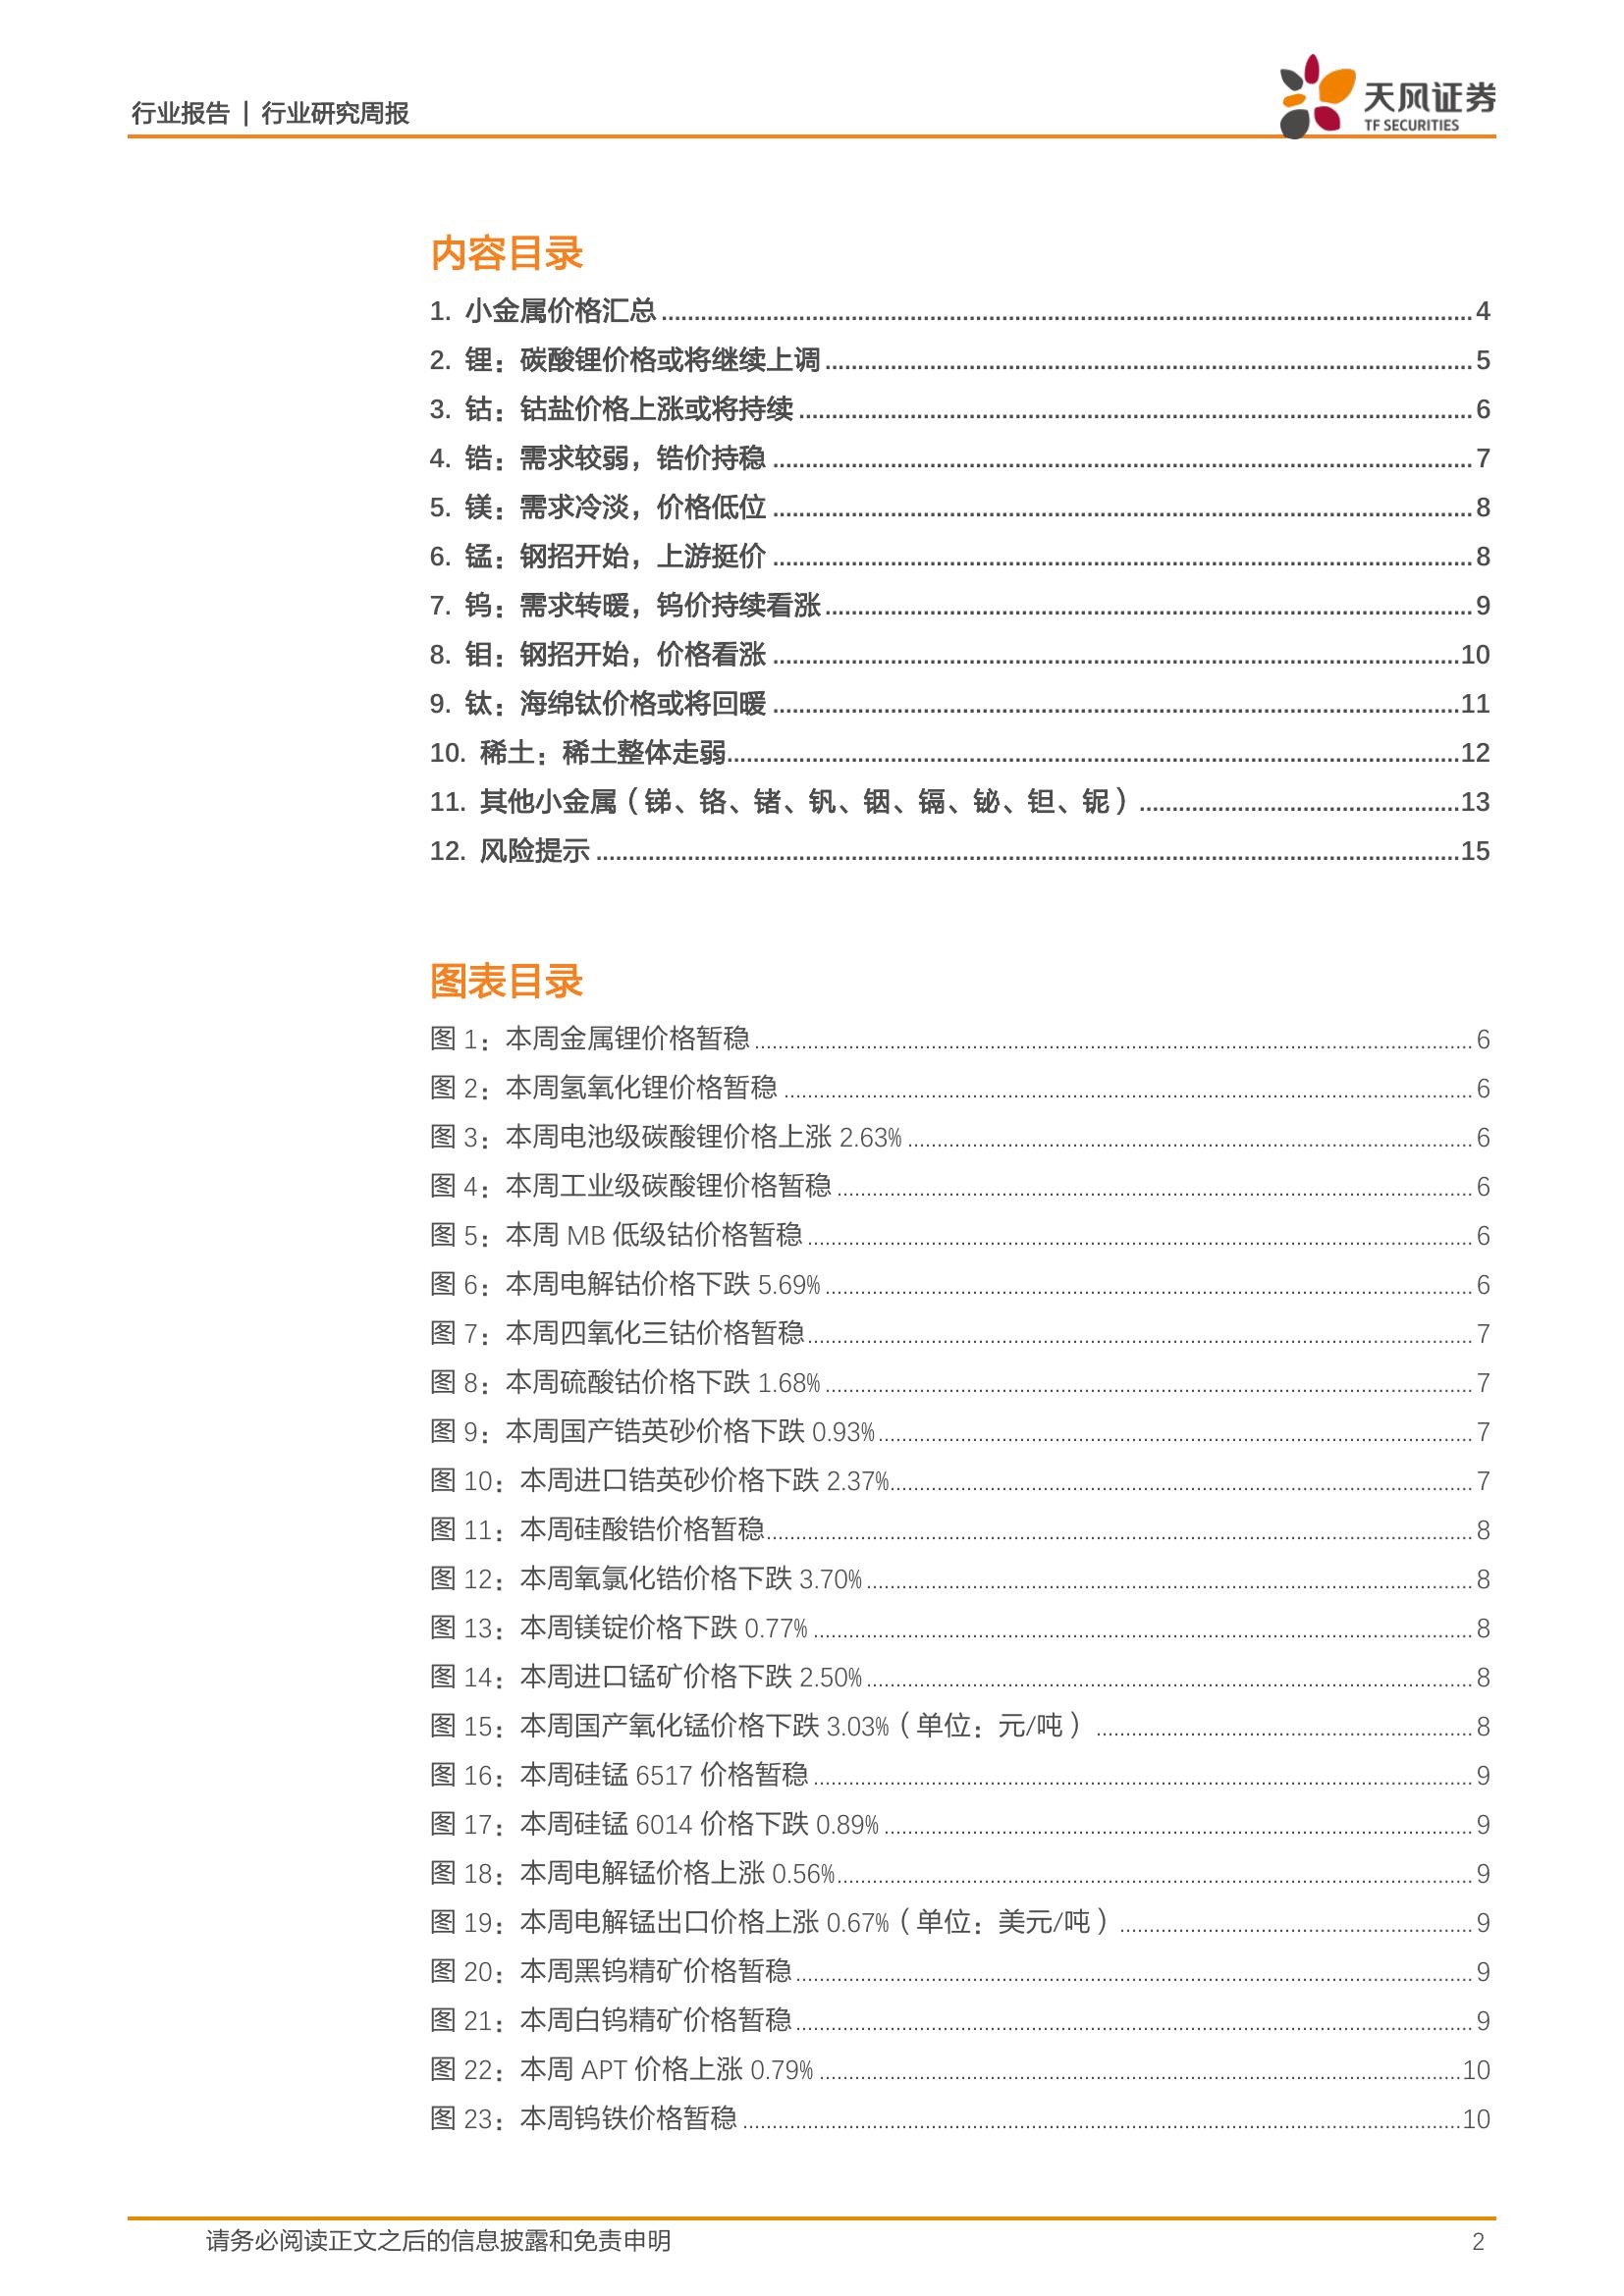 行业报告 | 行业研究周报
天风证券
TF SECURITIES
内容目录
1. 小金属价格汇总 4
2. 锂：碳酸锂价格或将继续上调 5
3. 钴：钴盐价格上涨或将持续 6
4. 锆：需求较弱，锆价持稳 7
5. 镁：需求冷淡，价格低位 8
6. 锰：钢招开始，上游挺价 8
7. 钨：需求转暖，钨价持续看涨 9
8. 钼：钢招开始，价格看涨 10
9. 钛：海绵钛价格或将回暖 11
10. 稀土：稀土整体走弱 12
11. 其他小金属（锑、铬、锗、钒、铟、镉、铋、钽、铌） 13
12. 风险提示 15
图表目录
图 1：本周金属锂价格暂稳 6
图 2：本周氢氧化锂价格暂稳 6
图 3：本周电池级碳酸锂价格上涨 2.63% 6
图 4：本周工业级碳酸锂价格暂稳 6
图 5：本周 MB 低级钴价格暂稳 6
图 6：本周电解钴价格下跌 5.69% 6
图 7：本周四氧化三钴价格暂稳 7
图 8：本周硫酸钴价格下跌 1.68% 7
图 9：本周国产锆英砂价格下跌 0.93% 7
图 10：本周进口锆英砂价格下跌 2.37% 7
图 11：本周硅酸锆价格暂稳 8
图 12：本周氧氯化锆价格下跌 3.70% 8
图 13：本周镁锭价格下跌 0.77% 8
图 14：本周进口锰矿价格下跌 2.50% 8
图 15：本周国产氧化锰价格下跌 3.03%（单位：元/吨） 8
图 16：本周硅锰 6517 价格暂稳 9
图 17：本周硅锰 6014 价格下跌 0.89% 9
图 18：本周电解锰价格上涨 0.56% 9
图 19：本周电解锰出口价格上涨 0.67%（单位：美元/吨） 9
图 20：本周黑钨精矿价格暂稳 9
图 21：本周白钨精矿价格暂稳 9
图 22：本周 APT 价格上涨 0.79% 10
图 23：本周钨铁价格暂稳 10
请务必阅读正文之后的信息披露和免责申明 2